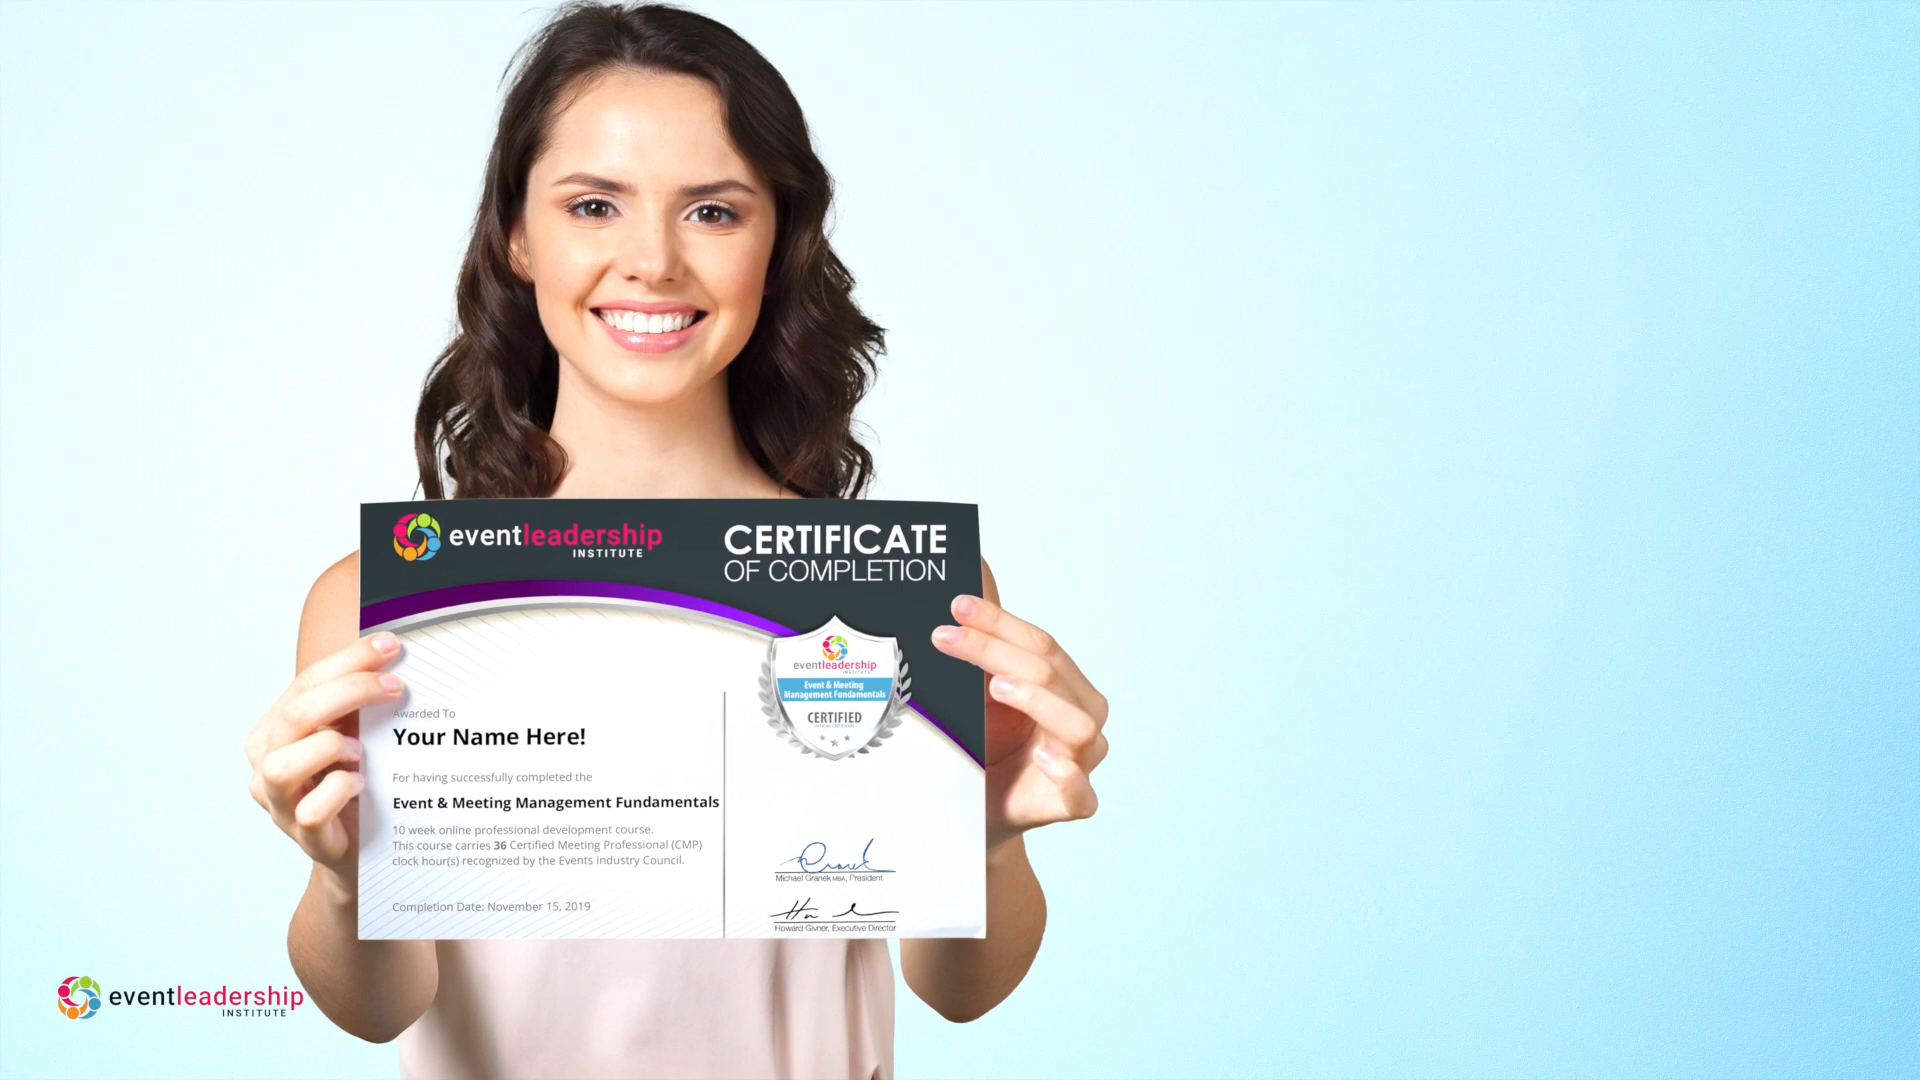 eventleadership
INSTITUTE
CERTIFICATE
OF COMPLETION
eventleadership
INSTITUTE
Event & Meeting
Management Fundamentals
CERTIFIED
Awarded To
Your Name Here!
For having successfully completed the
Event & Meeting Management Fundamentals
10 week online professional development course.
This course carries 36 Certified Meeting Professional (CMP)
clock hour(s) recognized by the Events Industry Council.
Completion Date: November 15, 2019
Michael Granek MBA, President
Howard Givner, Executive Director
eventleadership
INSTITUTE